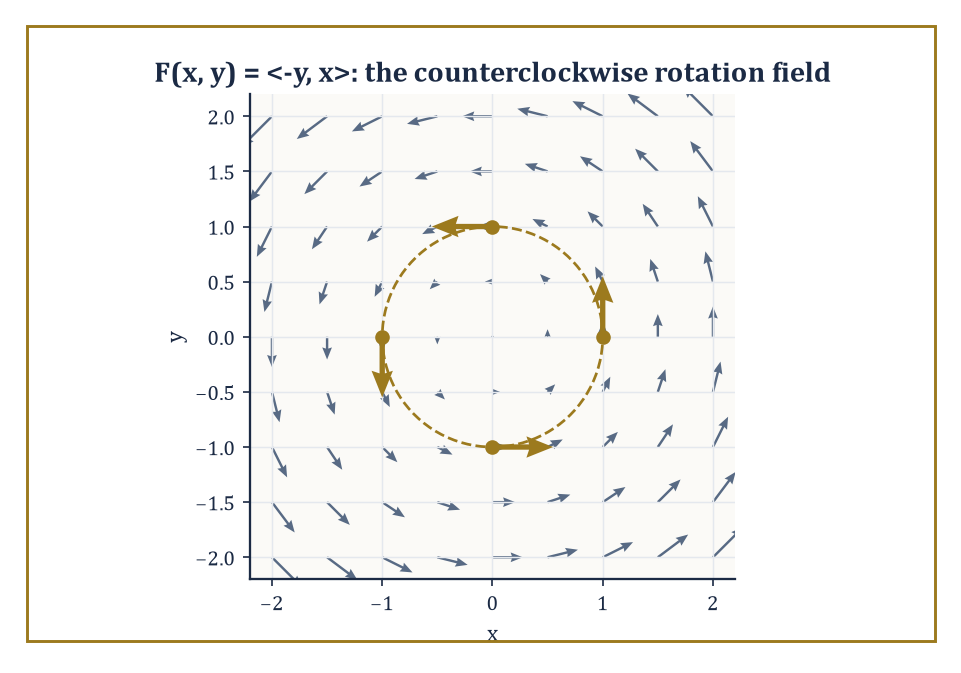 F(x, y) = <-y, x>: the counterclockwise rotation field
2.0
1.5
1.0
0.5
0.0
−0.5
−1.0
−1.5
−2.0
y
−2 −1 0 1 2
x